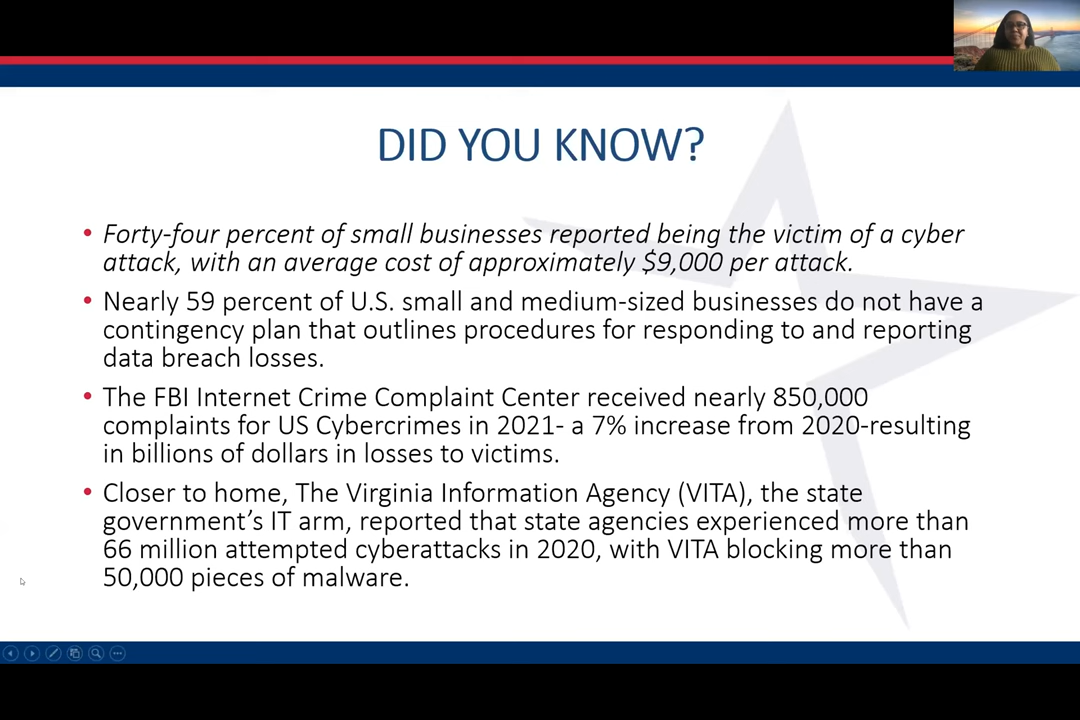 DID YOU KNOW?
• Forty-four percent of small businesses reported being the victim of a cyber
attack, with an average cost of approximately $9,000 per attack.
• Nearly 59 percent of U.S. small and medium-sized businesses do not have a
contingency plan that outlines procedures for responding to and reporting
data breach losses.
• The FBI Internet Crime Complaint Center received nearly 850,000
complaints for US Cybercrimes in 2021- a 7% increase from 2020-resulting
in billions of dollars in losses to victims.
• Closer to home, The Virginia Information Agency (VITA), the state
government’s IT arm, reported that state agencies experienced more than
66 million attempted cyberattacks in 2020, with VITA blocking more than
50,000 pieces of malware.